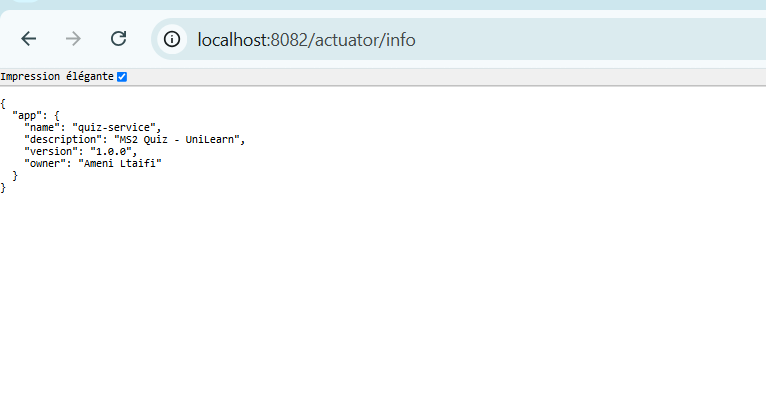 localhost:8082/actuator/info
Impression élégante
{
  "app": {
    "name": "quiz-service",
    "description": "MS2 Quiz - UniLearn",
    "version": "1.0.0",
    "owner": "Ameni Ltaifi"
  }
}